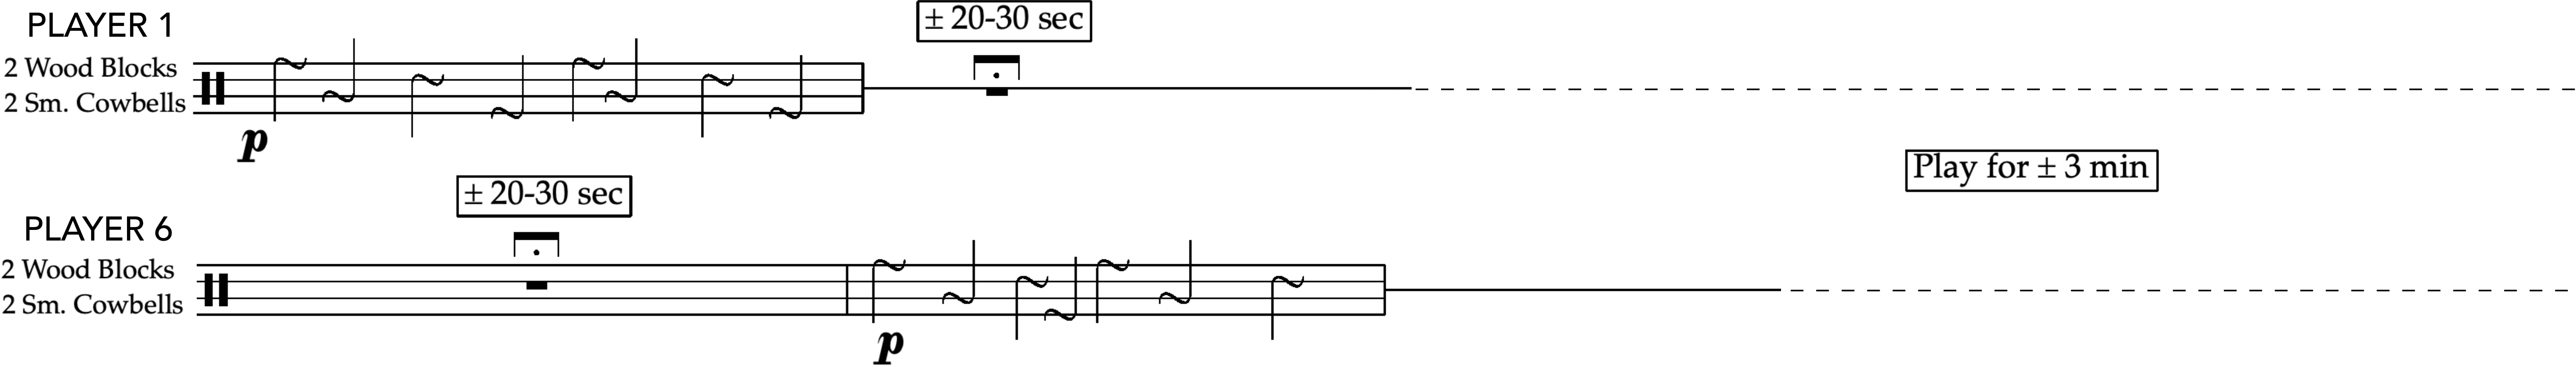 PLAYER 1
± 20-30 sec
2 Wood Blocks
2 Sm. Cowbells
p
Play for ± 3 min
± 20-30 sec
PLAYER 6
2 Wood Blocks
2 Sm. Cowbells
p